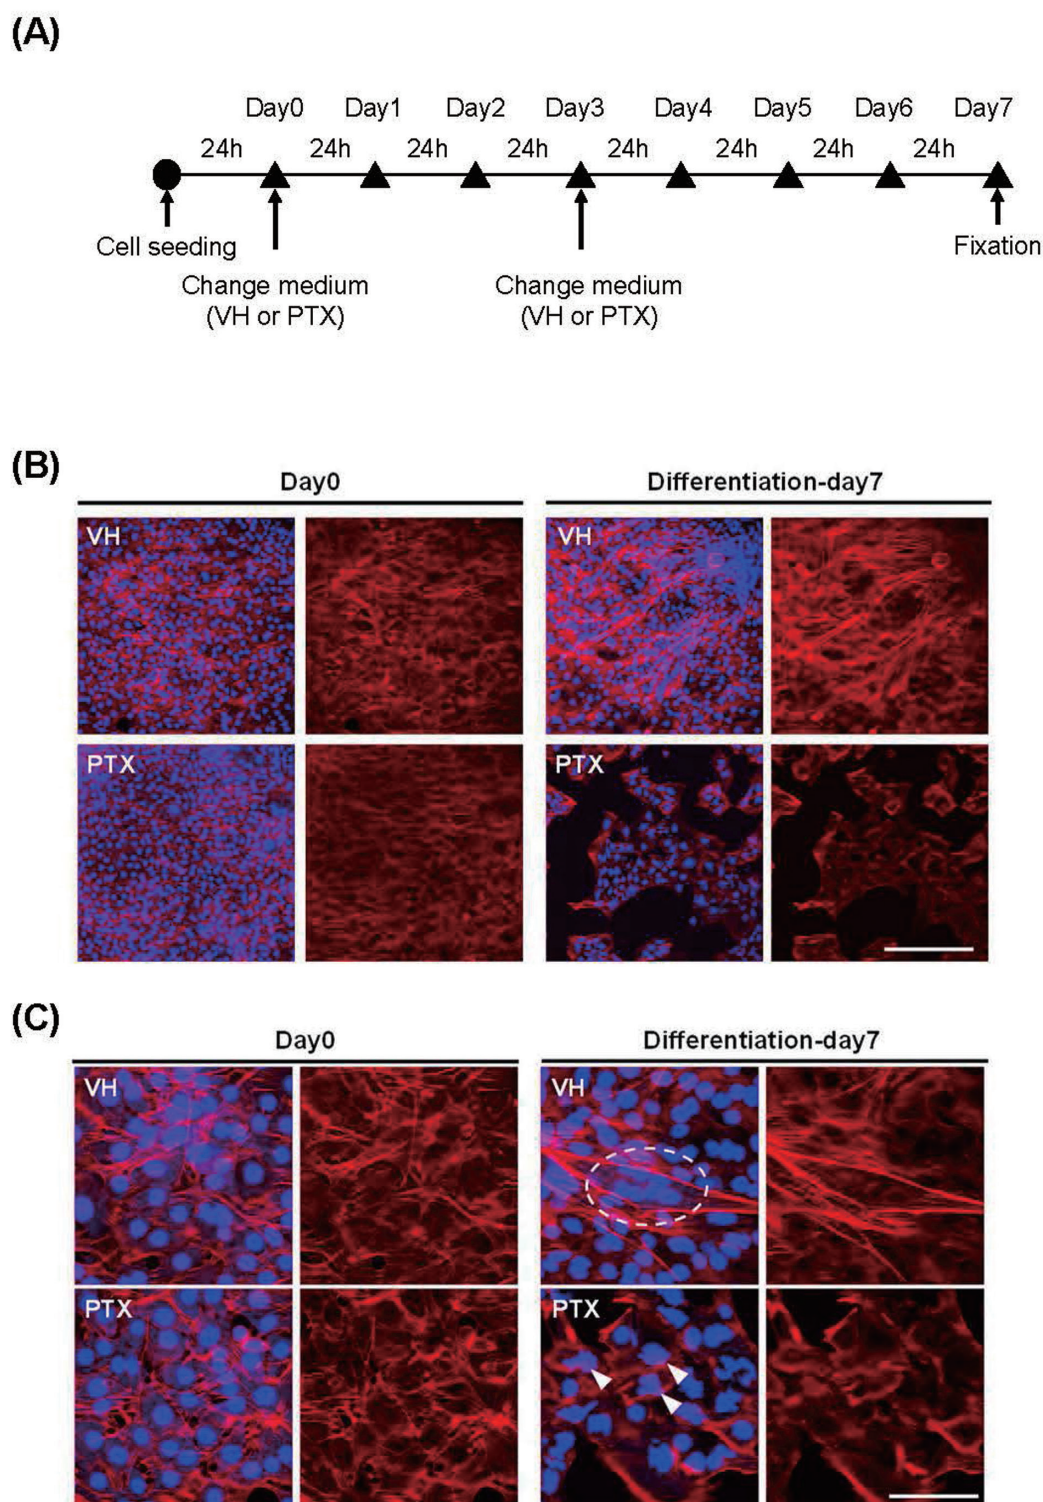 (A)
Day0 Day1 Day2 Day3 Day4 Day5 Day6 Day7
24h 24h 24h 24h 24h 24h 24h 24h
Cell seeding
Fixation
Change medium
(VH or PTX)
Change medium
(VH or PTX)
(B)
Day0 Differentiation-day7
VH VH
PTX PTX
(C)
Day0 Differentiation-day7
VH VH
PTX PTX